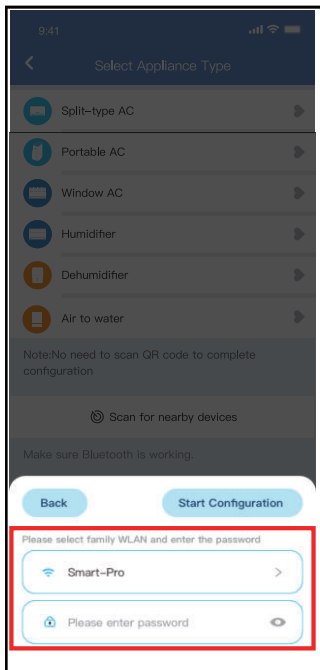 9:41
Select Appliance Type
Split-type AC
Portable AC
Window AC
Humidifier
Dehumidifier
Air to water
Note:No need to scan QR code to complete
configuration
Scan for nearby devices
Make sure Bluetooth is working.
Back
Start Configuration
Please select family WLAN and enter the password
Smart-Pro
Please enter password